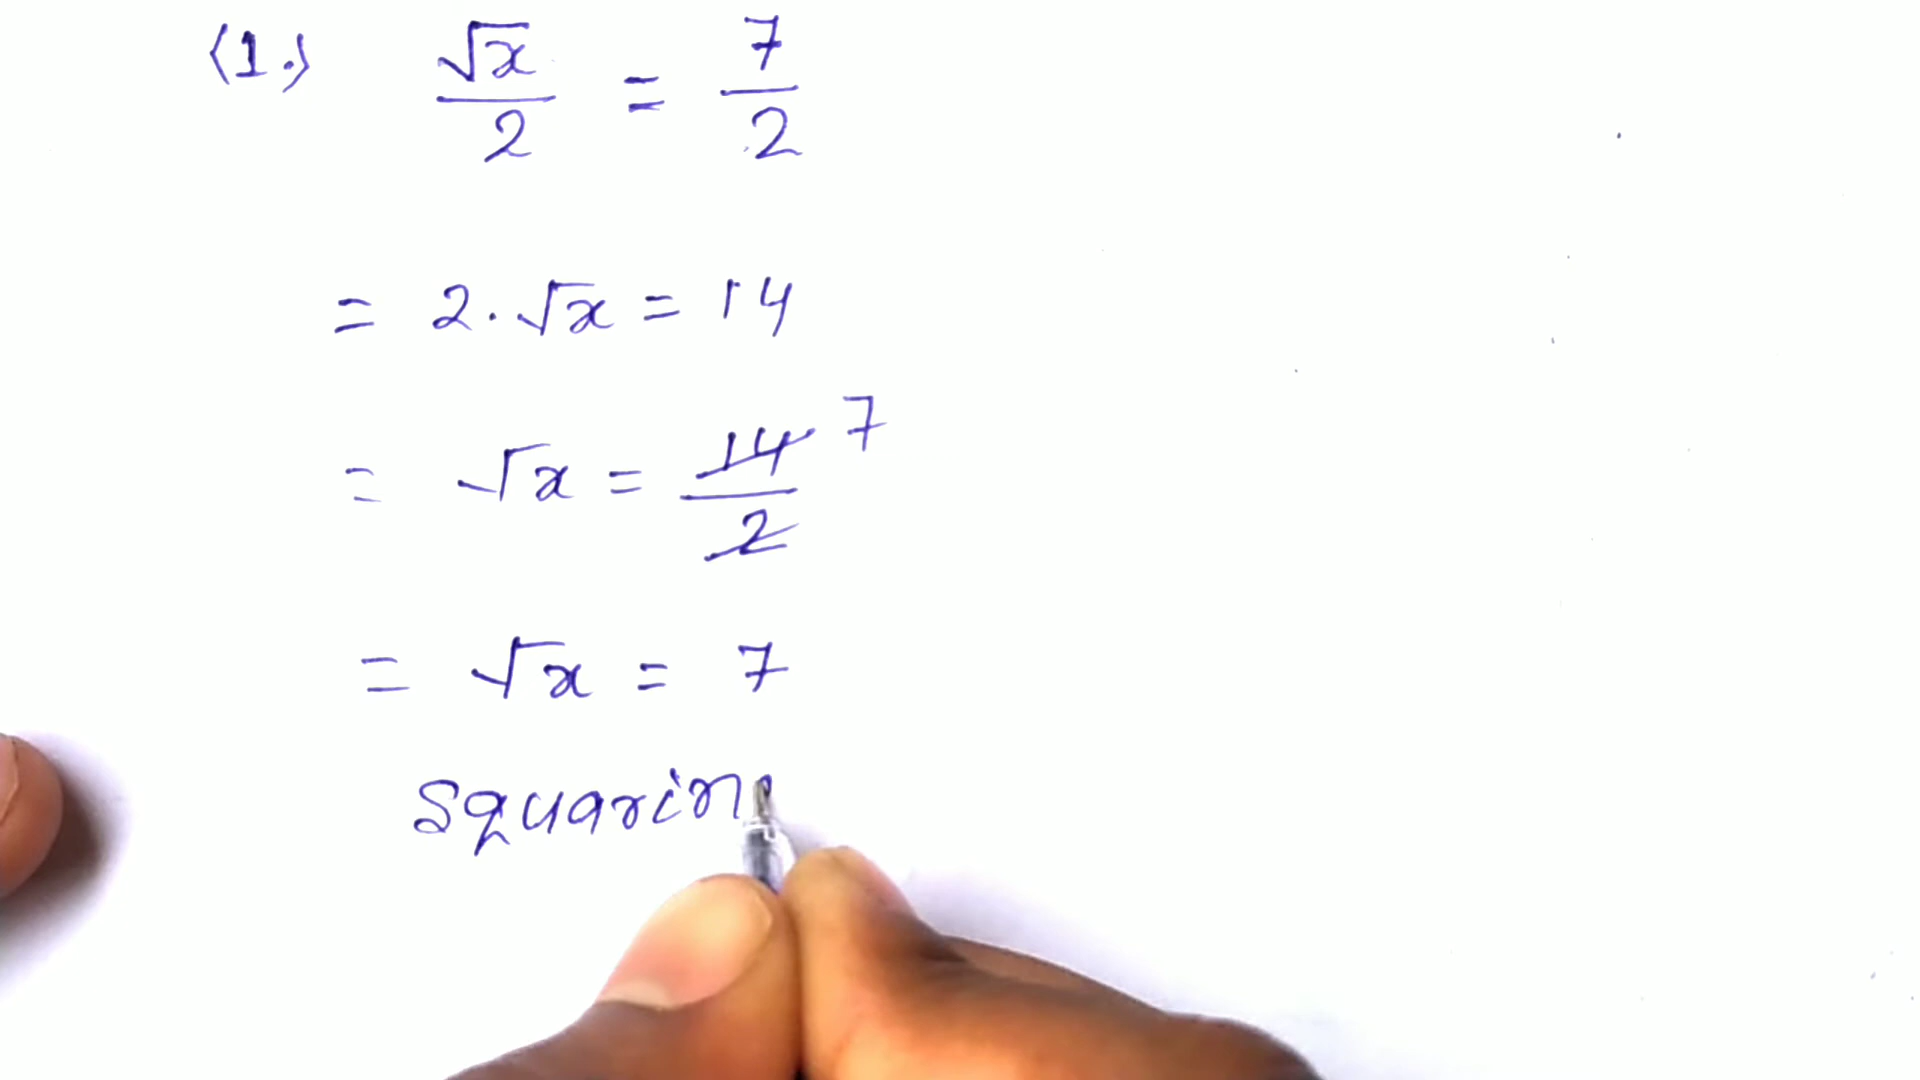 (1.) √x/2 = 7/2
= 2·√x = 14
= √x = 14/2 7
= √x = 7
Squarin